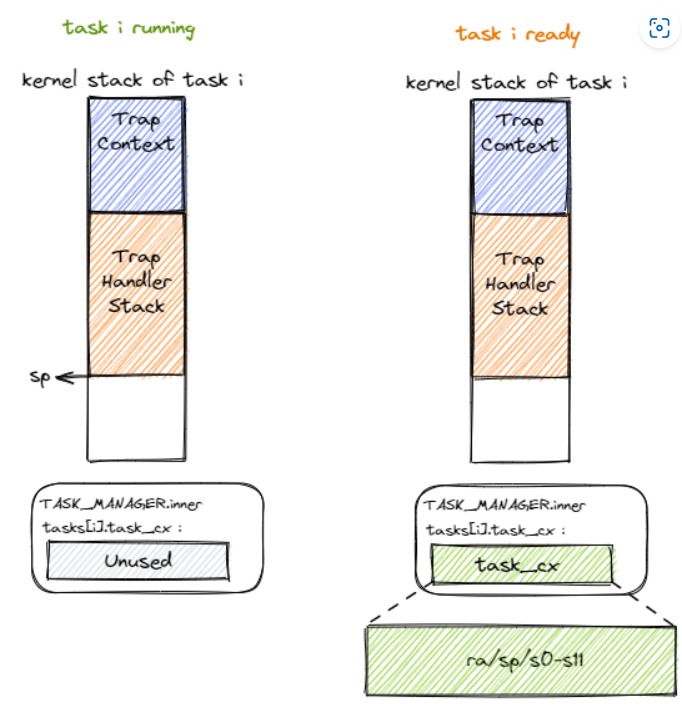 task i running
kernel stack of task i
Trap
Context
Trap
Handler
Stack
sp
TASK_MANAGER.inner
tasks[i].task_cx :
Unused
task i ready
kernel stack of task i
Trap
Context
Trap
Handler
Stack
TASK_MANAGER.inner
tasks[i].task_cx :
task_cx
ra/sp/s0-s11